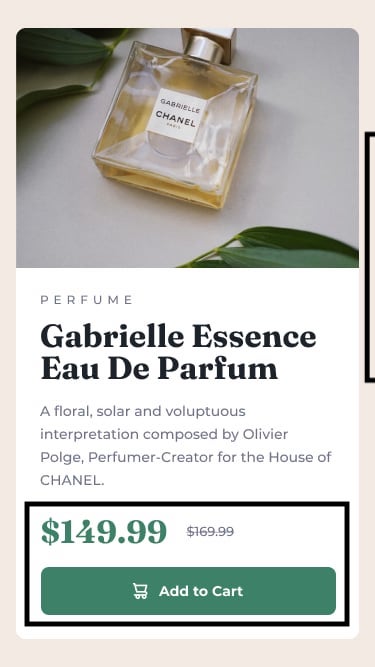 GABRIELLE
CHANEL
PARIS
PERFUME
Gabrielle Essence
Eau De Parfum
A floral, solar and voluptuous
interpretation composed by Olivier
Polge, Perfumer-Creator for the House of
CHANEL.
$149.99 $169.99
Add to Cart